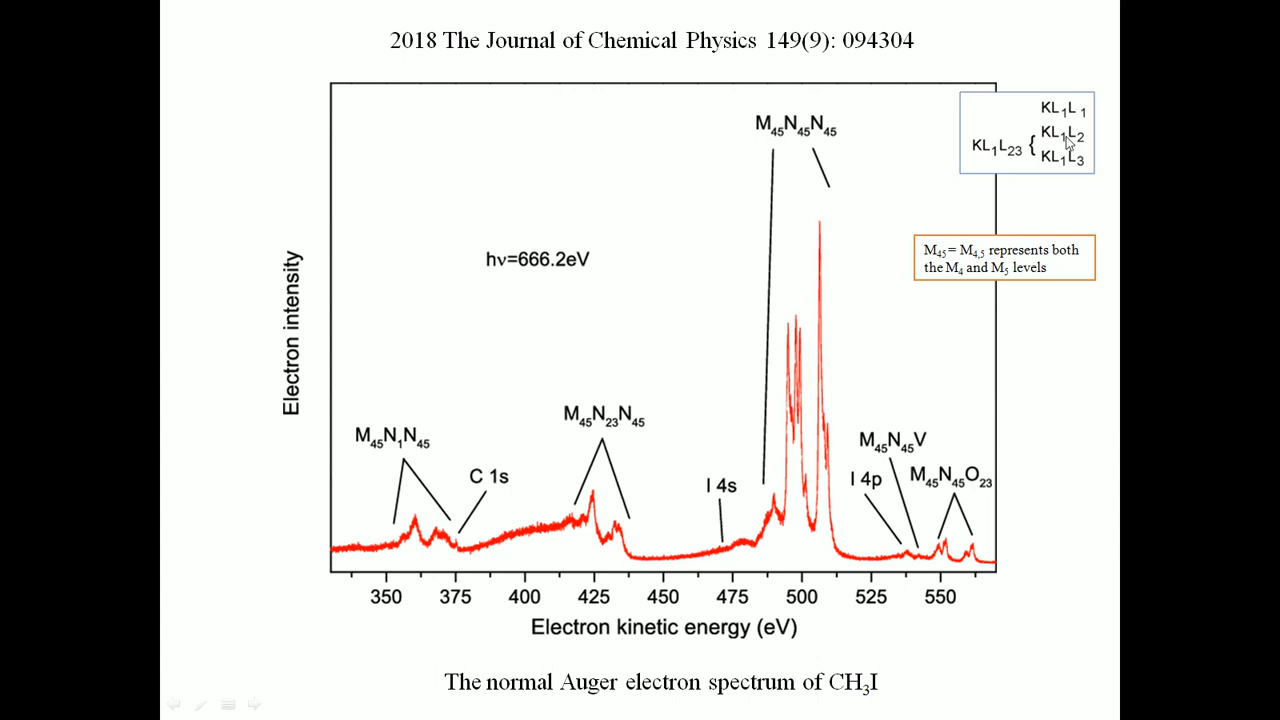 2018 The Journal of Chemical Physics 149(9): 094304
M₄₅N₄₅N₄₅
KL₁L₁
KL₁L₂₃ { KL₁L₂
KL₁L₃
hν=666.2eV
M₄₅= M₄,₅ represents both
the M₄ and M₅ levels
Electron intensity
M₄₅N₂₃N₄₅
M₄₅N₁N₄₅
C 1s
I 4s
M₄₅N₄₅V
I 4p
M₄₅N₄₅O₂₃
350 375 400 425 450 475 500 525 550
Electron kinetic energy (eV)
The normal Auger electron spectrum of CH₃I